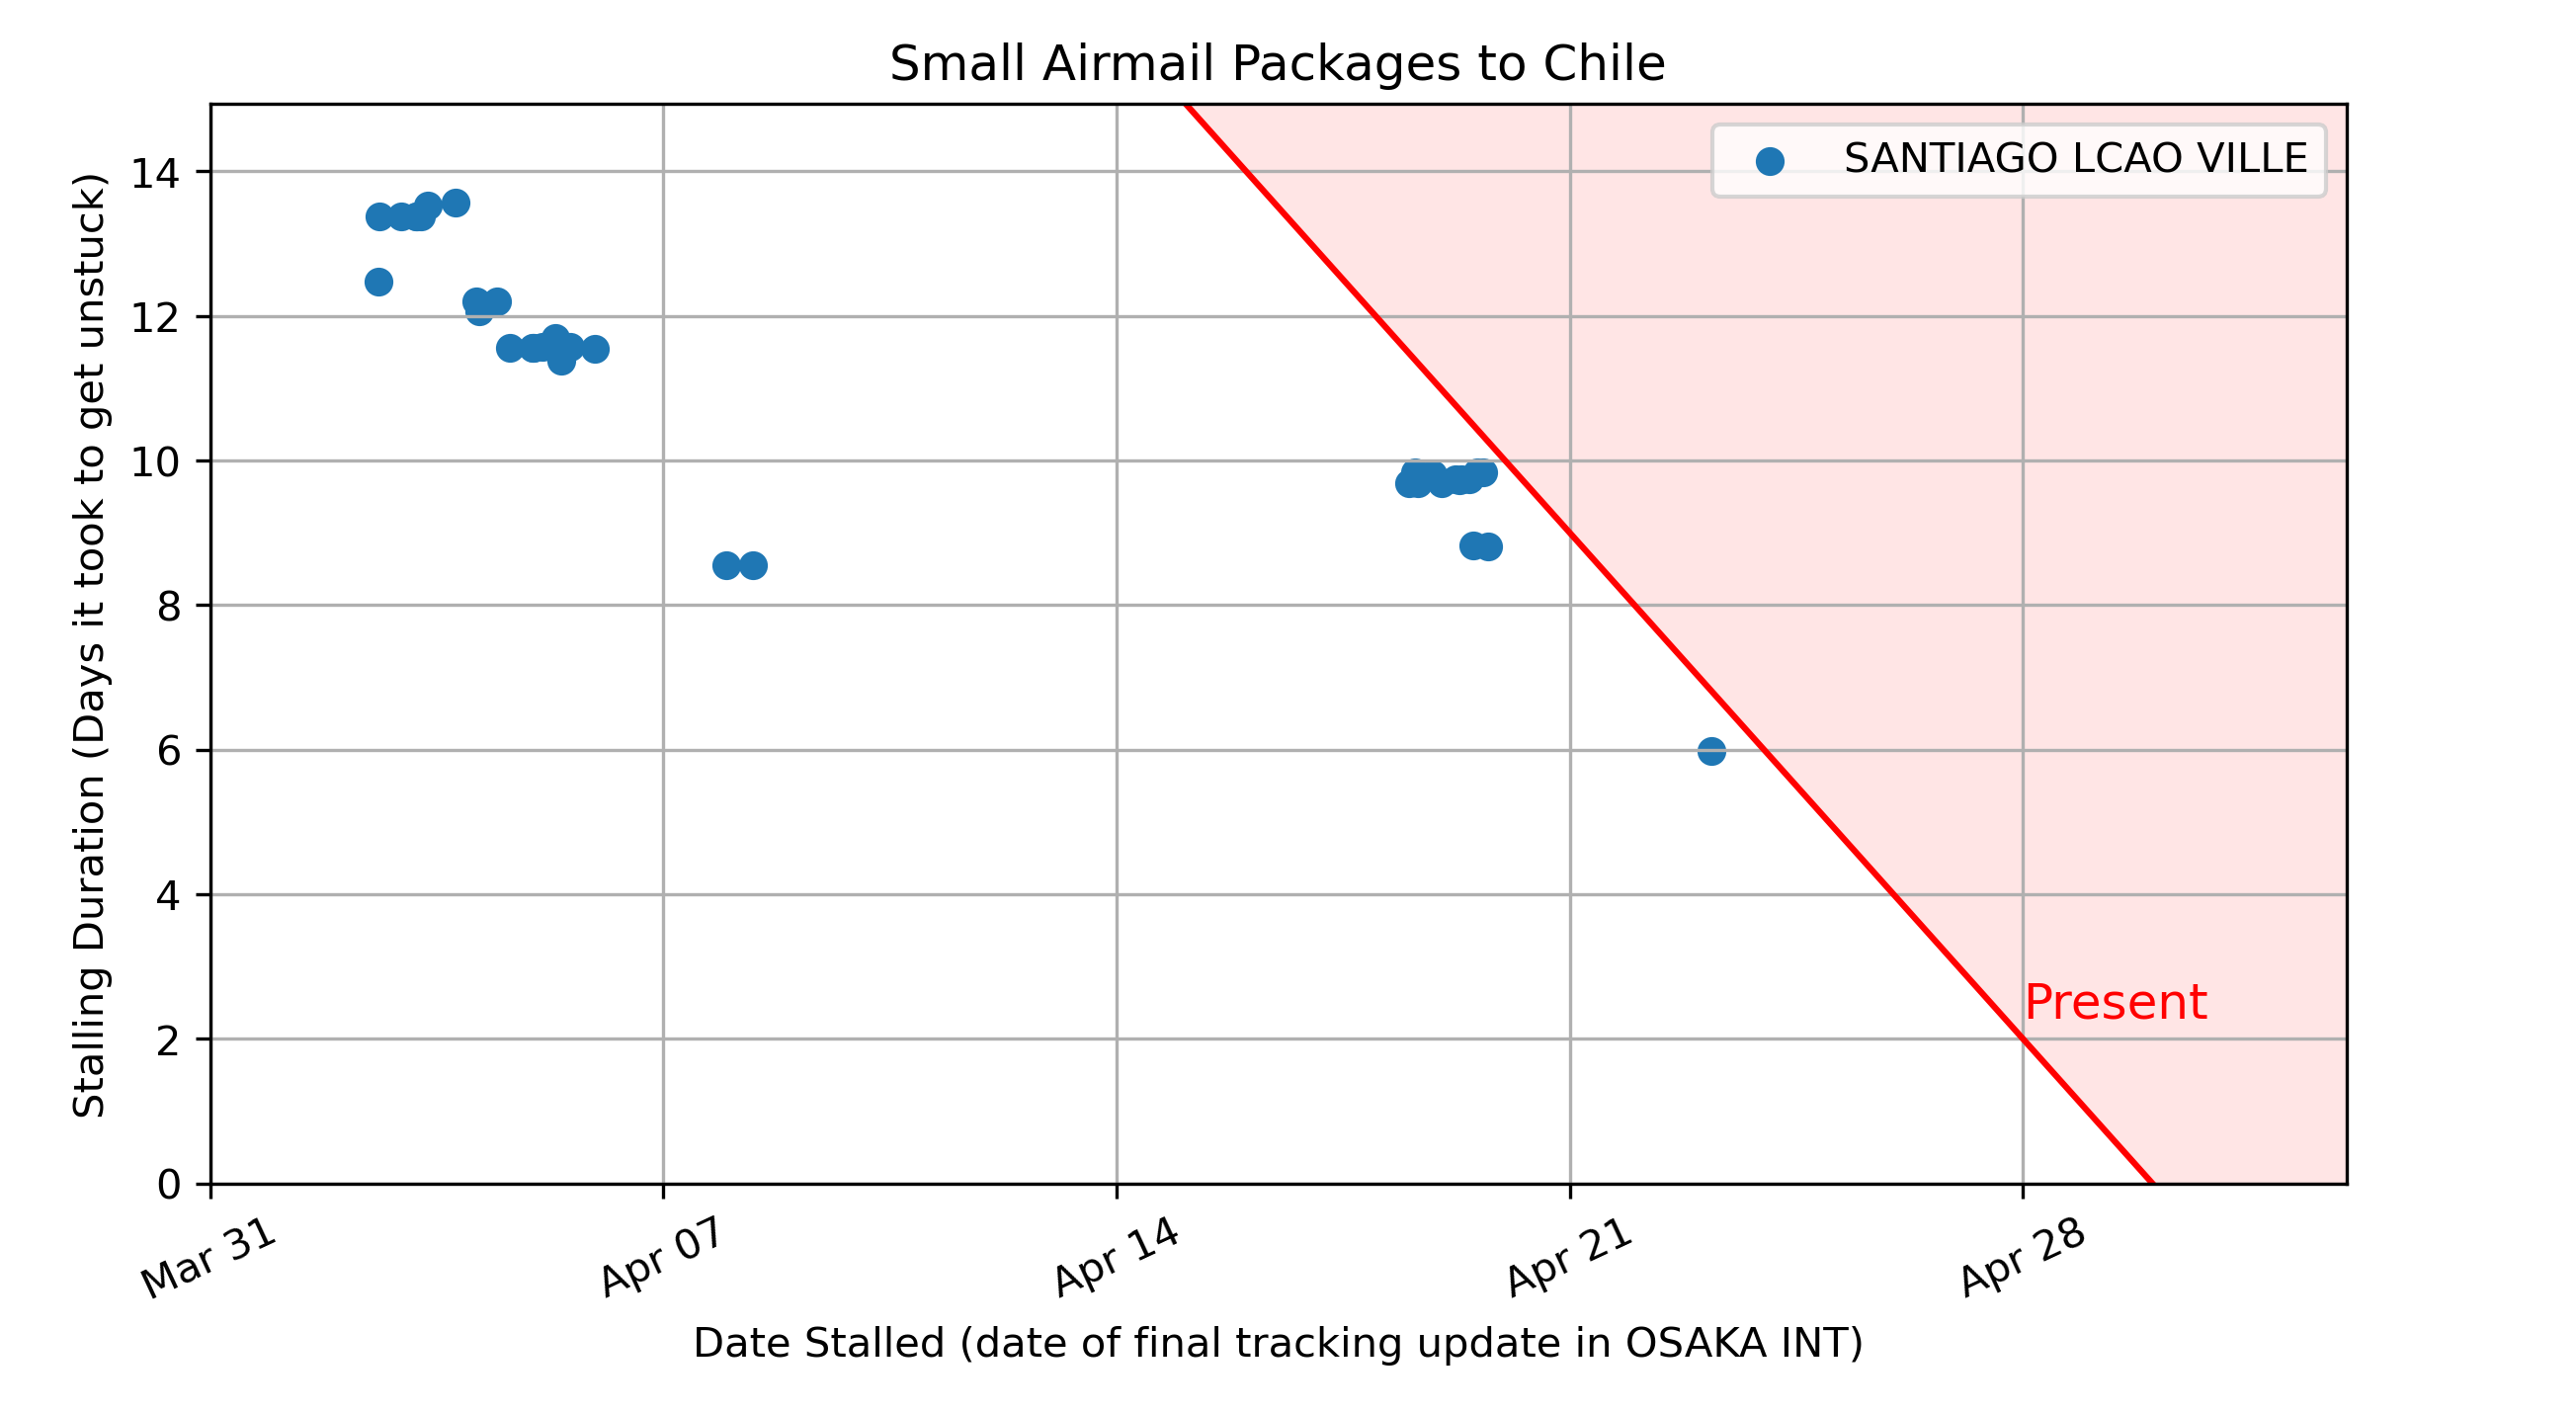 Small Airmail Packages to Chile
SANTIAGO LCAO VILLE
Stalling Duration (Days it took to get unstuck)
14
12
10
8
6
4
2
0
Present
Mar 31
Apr 07
Apr 14
Apr 21
Apr 28
Date Stalled (date of final tracking update in OSAKA INT)